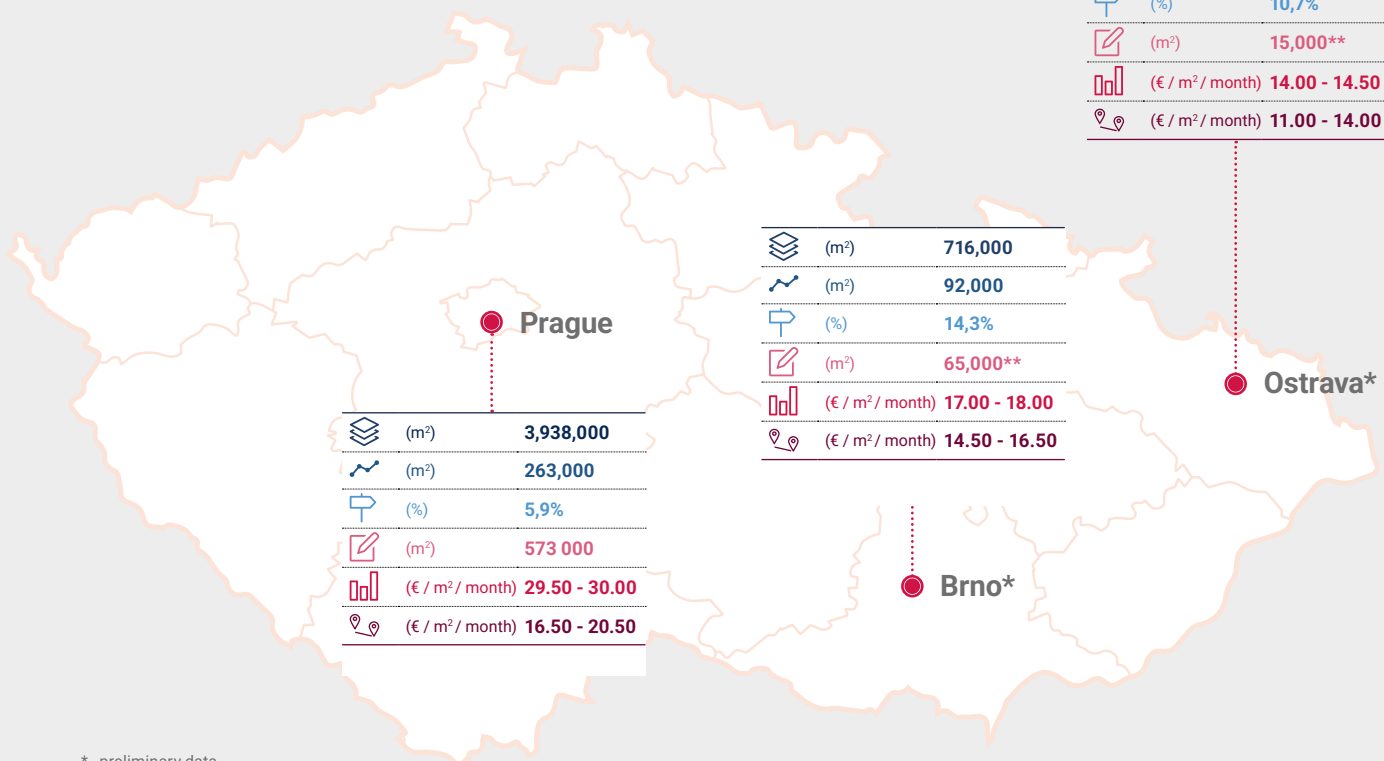 (%) 10,7%
(m²) 15,000**
(€ / m² / month) 14.00 - 14.50
(€ / m² / month) 11.00 - 14.00
(m²) 716,000
(m²) 92,000
(%) 14,3%
(m²) 65,000**
(€ / m² / month) 17.00 - 18.00
(€ / m² / month) 14.50 - 16.50
Prague
Ostrava*
(m²) 3,938,000
(m²) 263,000
(%) 5,9%
(m²) 573 000
(€ / m² / month) 29.50 - 30.00
(€ / m² / month) 16.50 - 20.50
Brno*
* preliminary data